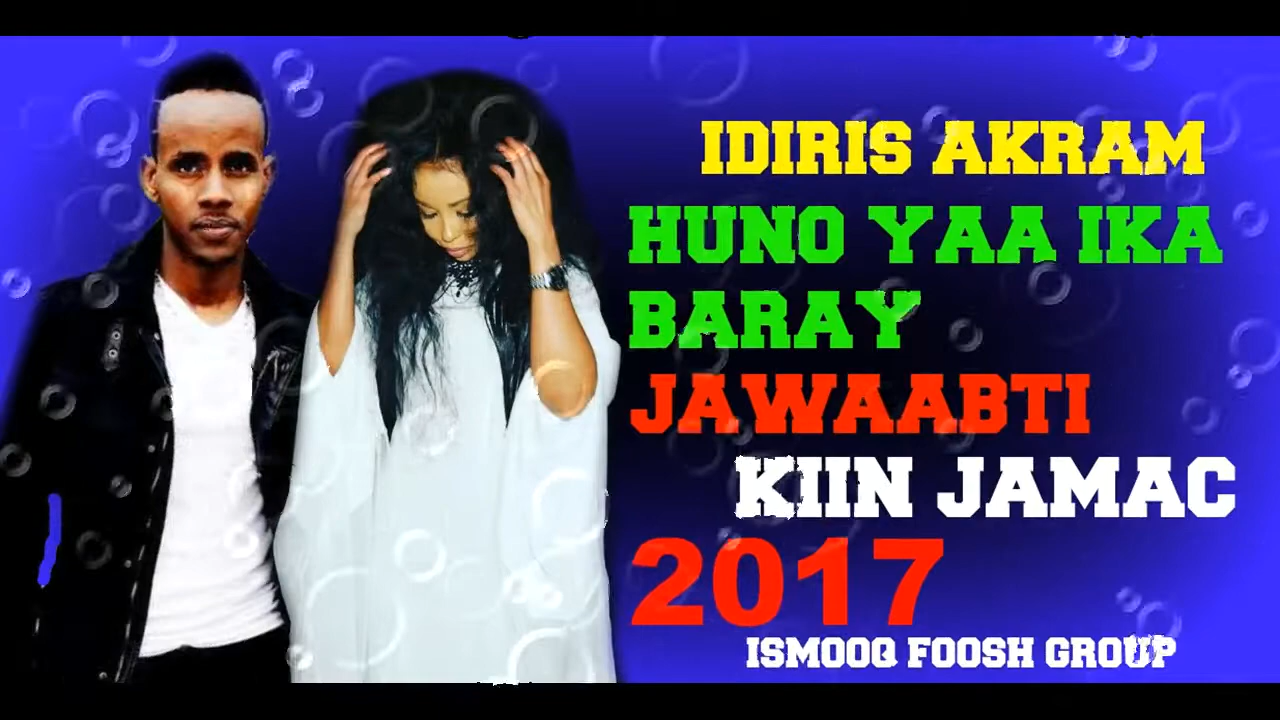 IDIRIS AKRAM
HUNO YAA IKA
BARAY
JAWAABTI
KIIN JAMAC
2017
ISMOOQ FOOSH GROUP